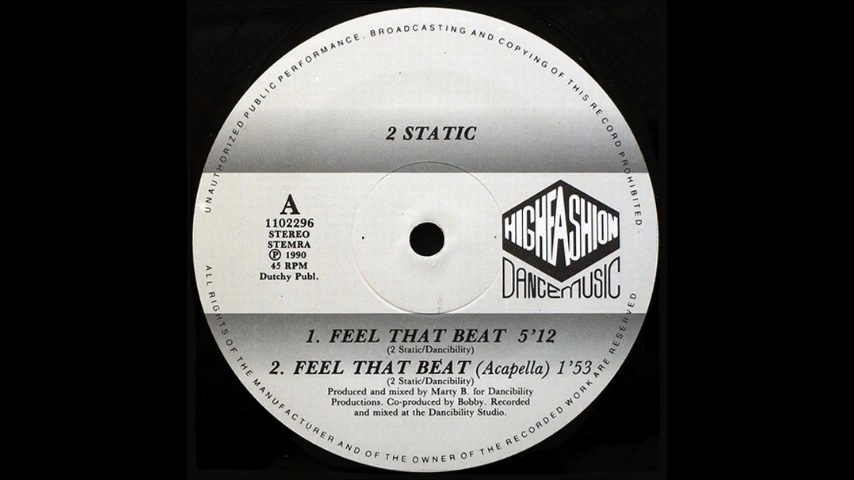 UNAUTHORIZED PUBLIC PERFORMANCE, BROADCASTING AND COPYING OF THIS RECORD PROHIBITED
2 STATIC
A
1102296
STEREO
STEMRA
Ⓟ 1990
45 RPM
Dutchy Publ.
HIGHFASHION
DANCEMUSIC
1. FEEL THAT BEAT 5'12
(2 Static/Dancibility)
2. FEEL THAT BEAT (Acapella) 1'53
(2 Static/Dancibility)
Produced and mixed by Marty B. for Dancibility
Productions. Co-produced by Bobby. Recorded
and mixed at the Dancibility Studio.
ALL RIGHTS OF THE MANUFACTURER AND OF THE OWNER OF THE RECORDED WORK ARE RESERVED